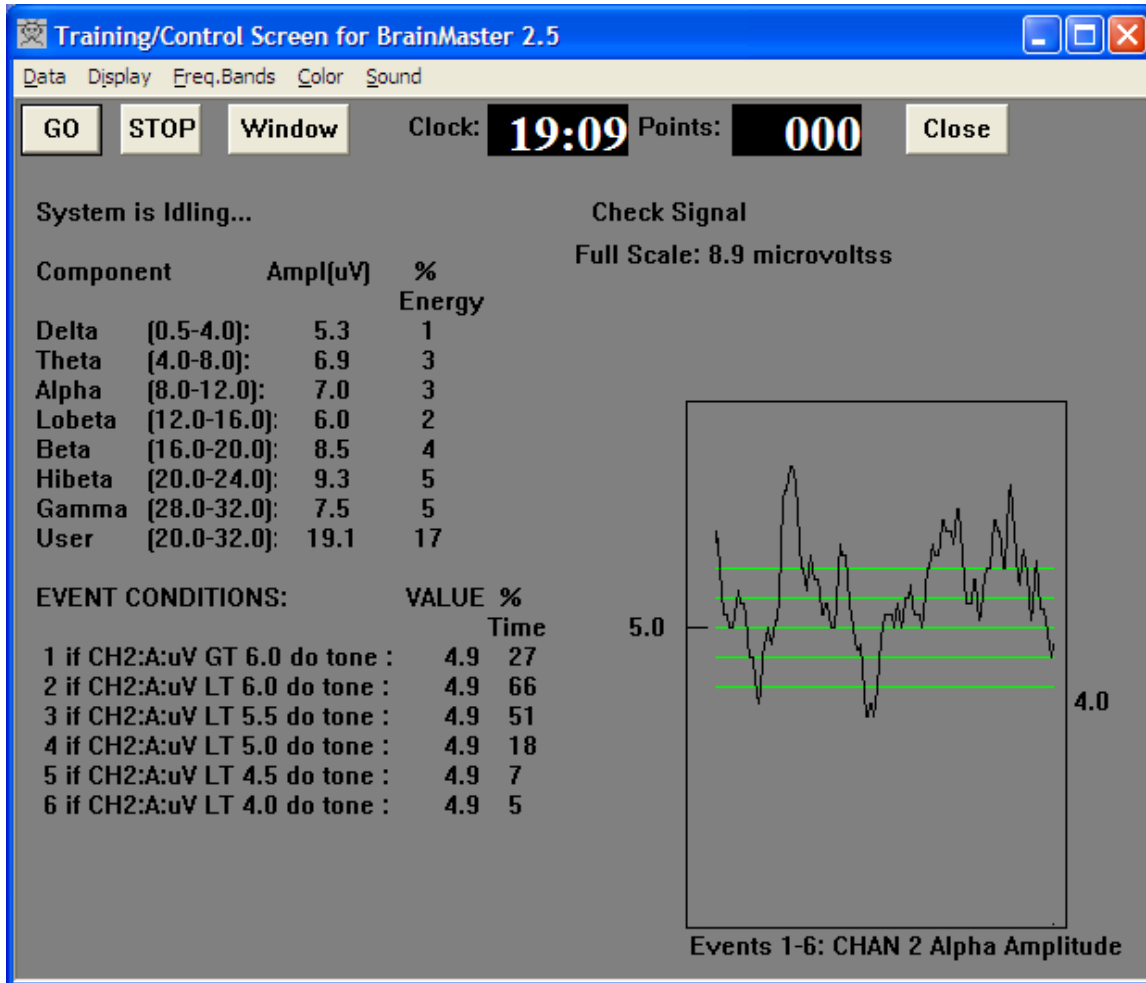 Training/Control Screen for BrainMaster 2.5
Data Display Freq.Bands Color Sound
GO STOP Window Clock: 19:09 Points: 000 Close
System is Idling...
Check Signal
Full Scale: 8.9 microvoltss
Component Ampl(uV) %
Energy
Delta (0.5-4.0): 5.3 1
Theta (4.0-8.0): 6.9 3
Alpha (8.0-12.0): 7.0 3
Lobeta (12.0-16.0): 6.0 2
Beta (16.0-20.0): 8.5 4
Hibeta (20.0-24.0): 9.3 5
Gamma (28.0-32.0): 7.5 5
User (20.0-32.0): 19.1 17
EVENT CONDITIONS: VALUE %
Time
1 if CH2:A:uV GT 6.0 do tone : 4.9 27
2 if CH2:A:uV LT 6.0 do tone : 4.9 66
3 if CH2:A:uV LT 5.5 do tone : 4.9 51
4 if CH2:A:uV LT 5.0 do tone : 4.9 18
5 if CH2:A:uV LT 4.5 do tone : 4.9 7
6 if CH2:A:uV LT 4.0 do tone : 4.9 5
5.0
4.0
Events 1-6: CHAN 2 Alpha Amplitude